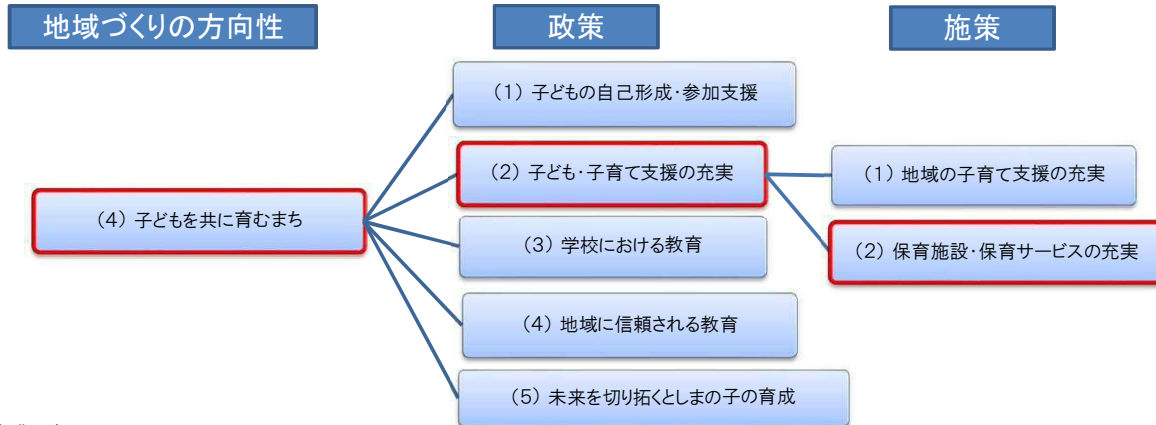 地域づくりの方向性
政策
施策
(1) 子どもの自己形成・参加支援
(2) 子ども・子育て支援の充実
(1) 地域の子育て支援の充実
(4) 子どもを共に育むまち
(3) 学校における教育
(2) 保育施設・保育サービスの充実
(4) 地域に信頼される教育
(5) 未来を切り拓くとしまの子の育成